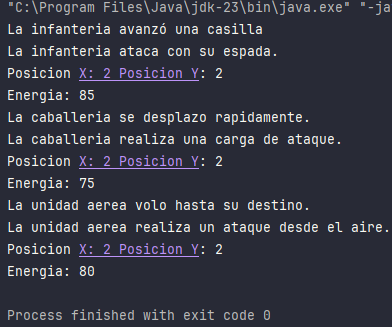 "C:\Program Files\Java\jdk-23\bin\java.exe" "-ja
La infanteria avanzó una casilla
La infanteria ataca con su espada.
Posicion X: 2 Posicion Y: 2
Energia: 85
La caballeria se desplazo rapidamente.
La caballeria realiza una carga de ataque.
Posicion X: 2 Posicion Y: 2
Energia: 75
La unidad aerea volo hasta su destino.
La unidad aerea realiza un ataque desde el aire.
Posicion X: 2 Posicion Y: 2
Energia: 80
Process finished with exit code 0